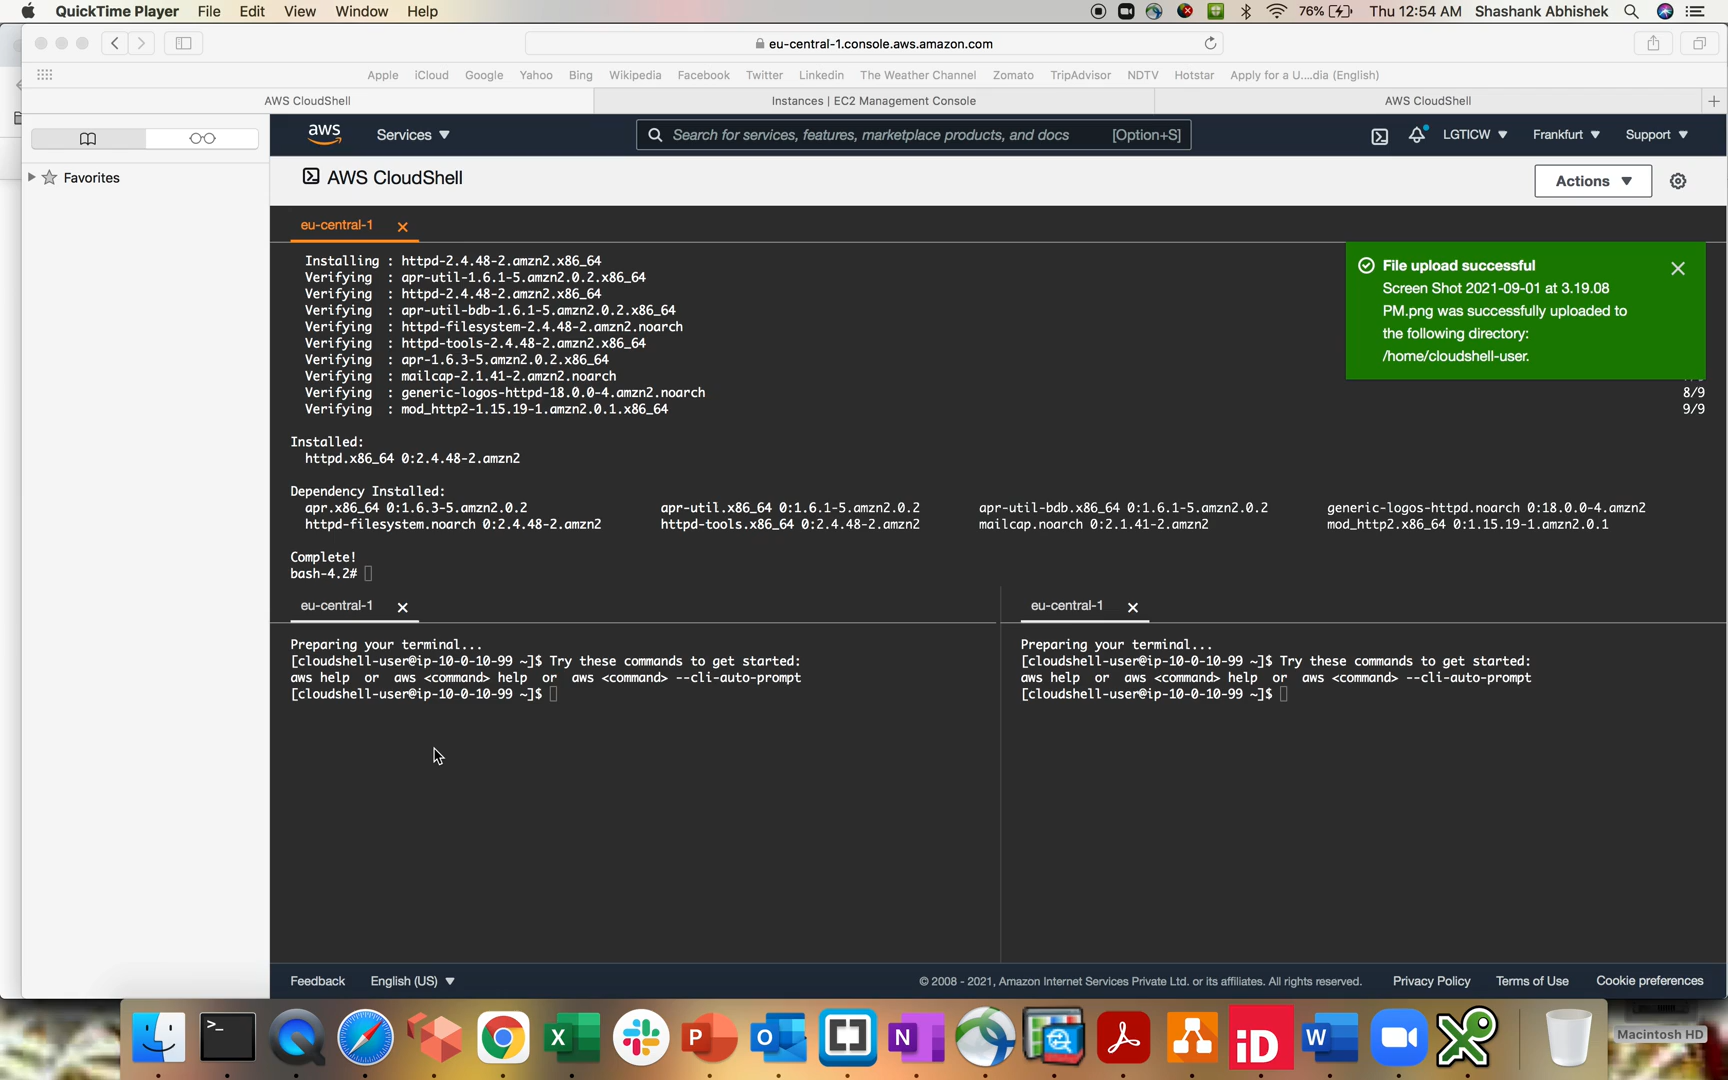 QuickTime Player File Edit View Window Help 76% Thu 12:54 AM Shashank Abhishek
eu-central-1.console.aws.amazon.com
Apple iCloud Google Yahoo Bing Wikipedia Facebook Twitter Linkedin The Weather Channel Zomato TripAdvisor NDTV Hotstar Apply for a U....dia (English)
AWS CloudShell Instances | EC2 Management Console AWS CloudShell
aws Services Search for services, features, marketplace products, and docs [Option+S] LGTICW Frankfurt Support
Favorites
AWS CloudShell Actions
eu-central-1
Installing : httpd-2.4.48-2.amzn2.x86_64
Verifying : apr-util-1.6.1-5.amzn2.0.2.x86_64
Verifying : httpd-2.4.48-2.amzn2.x86_64
Verifying : apr-util-bdb-1.6.1-5.amzn2.0.2.x86_64
Verifying : httpd-filesystem-2.4.48-2.amzn2.noarch
Verifying : httpd-tools-2.4.48-2.amzn2.x86_64
Verifying : apr-1.6.3-5.amzn2.0.2.x86_64
Verifying : mailcap-2.1.41-2.amzn2.noarch
Verifying : generic-logos-httpd-18.0.0-4.amzn2.noarch 8/9
Verifying : mod_http2-1.15.19-1.amzn2.0.1.x86_64 9/9
File upload successful
Screen Shot 2021-09-01 at 3.19.08
PM.png was successfully uploaded to
the following directory:
/home/cloudshell-user.
Installed:
httpd.x86_64 0:2.4.48-2.amzn2
Dependency Installed:
apr.x86_64 0:1.6.3-5.amzn2.0.2 apr-util.x86_64 0:1.6.1-5.amzn2.0.2 apr-util-bdb.x86_64 0:1.6.1-5.amzn2.0.2 generic-logos-httpd.noarch 0:18.0.0-4.amzn2
httpd-filesystem.noarch 0:2.4.48-2.amzn2 httpd-tools.x86_64 0:2.4.48-2.amzn2 mailcap.noarch 0:2.1.41-2.amzn2 mod_http2.x86_64 0:1.15.19-1.amzn2.0.1
Complete!
bash-4.2#
eu-central-1
Preparing your terminal...
[cloudshell-user@ip-10-0-10-99 ~]$ Try these commands to get started:
aws help or aws <command> help or aws <command> --cli-auto-prompt
[cloudshell-user@ip-10-0-10-99 ~]$
eu-central-1
Preparing your terminal...
[cloudshell-user@ip-10-0-10-99 ~]$ Try these commands to get started:
aws help or aws <command> help or aws <command> --cli-auto-prompt
[cloudshell-user@ip-10-0-10-99 ~]$
Feedback English (US) © 2008 - 2021, Amazon Internet Services Private Ltd. or its affiliates. All rights reserved. Privacy Policy Terms of Use Cookie preferences
>_ X P O N iD W X
Macintosh HD